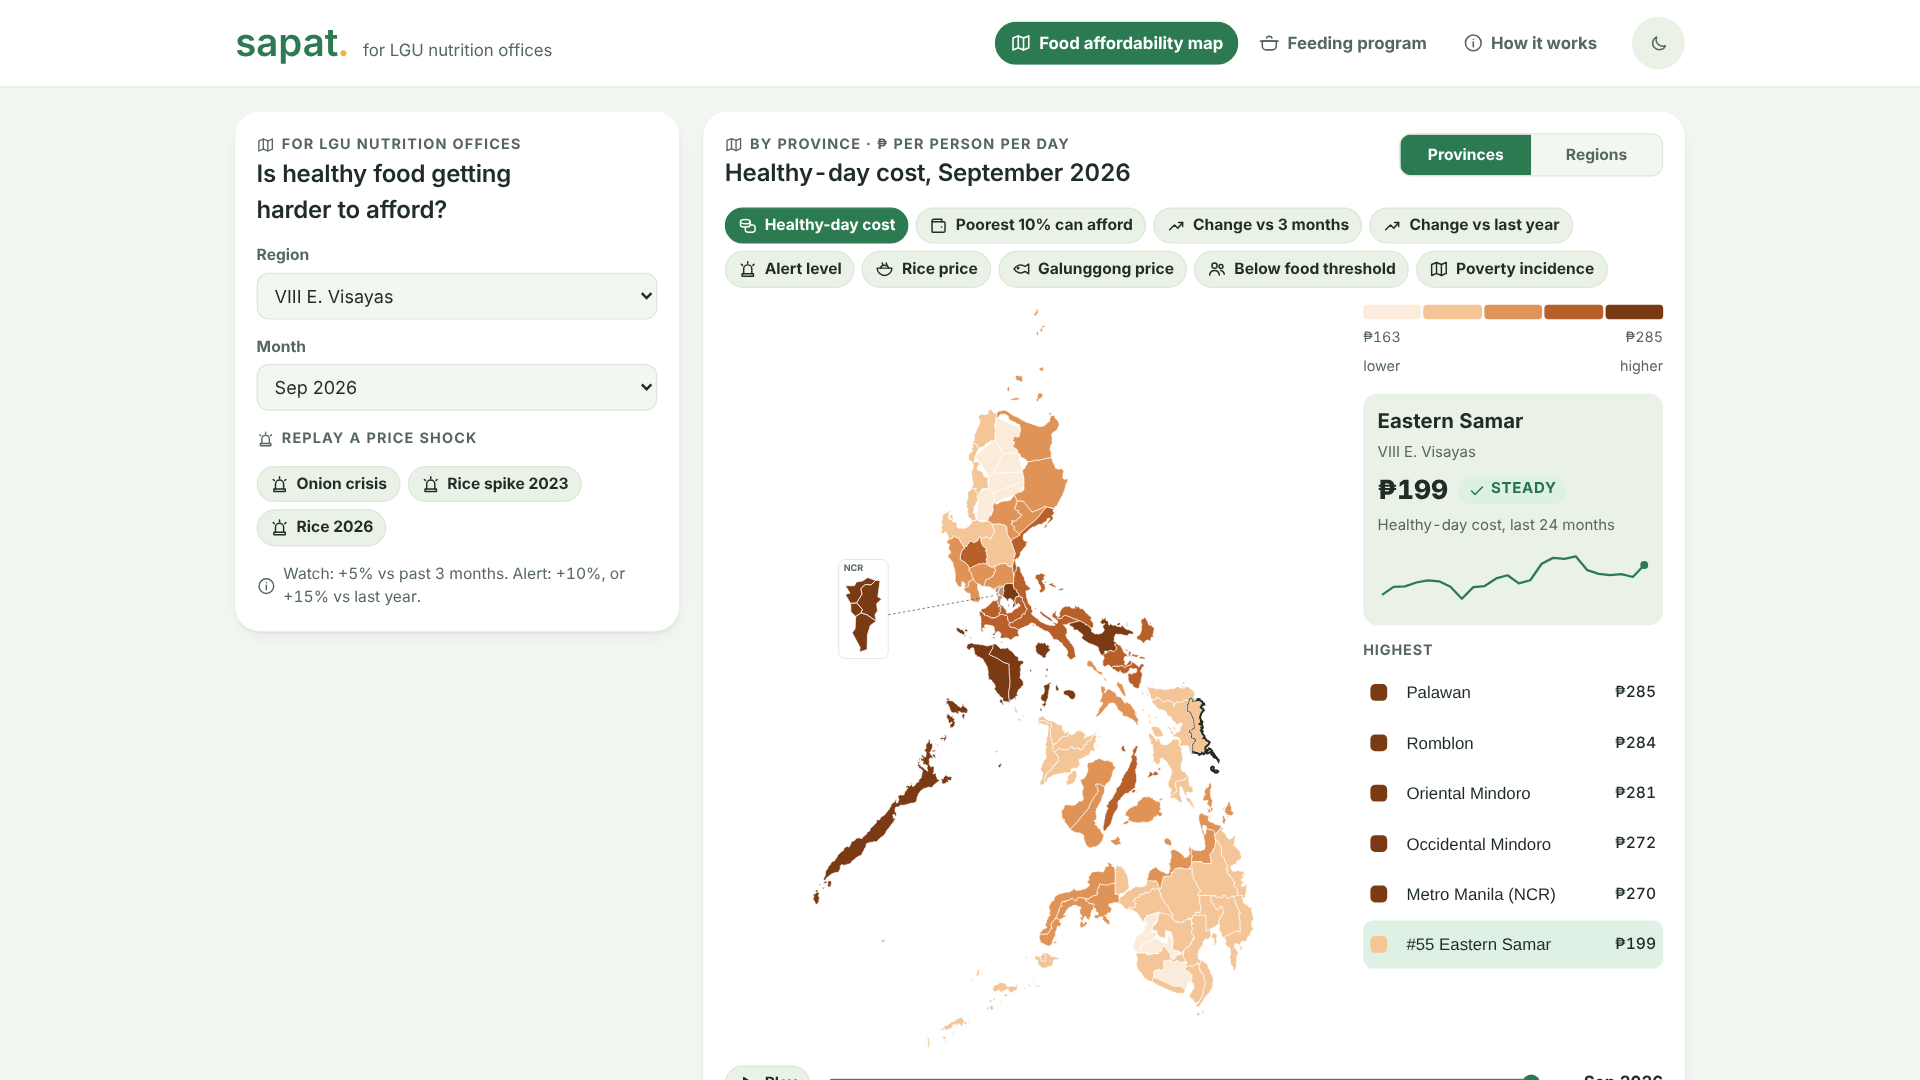 sapat. for LGU nutrition offices
Food affordability map
Feeding program
How it works
FOR LGU NUTRITION OFFICES
Is healthy food getting
harder to afford?
Region
VIII E. Visayas
Month
Sep 2026
REPLAY A PRICE SHOCK
Onion crisis
Rice spike 2023
Rice 2026
Watch: +5% vs past 3 months. Alert: +10%, or
+15% vs last year.
BY PROVINCE · ₱ PER PERSON PER DAY
Healthy-day cost, September 2026
Provinces
Regions
Healthy-day cost
Poorest 10% can afford
Change vs 3 months
Change vs last year
Alert level
Rice price
Galunggong price
Below food threshold
Poverty incidence
NCR
₱163
₱285
lower
higher
Eastern Samar
VIII E. Visayas
₱199
STEADY
Healthy-day cost, last 24 months
HIGHEST
Palawan ₱285
Romblon ₱284
Oriental Mindoro ₱281
Occidental Mindoro ₱272
Metro Manila (NCR) ₱270
#55 Eastern Samar ₱199
Play
Sep 2026